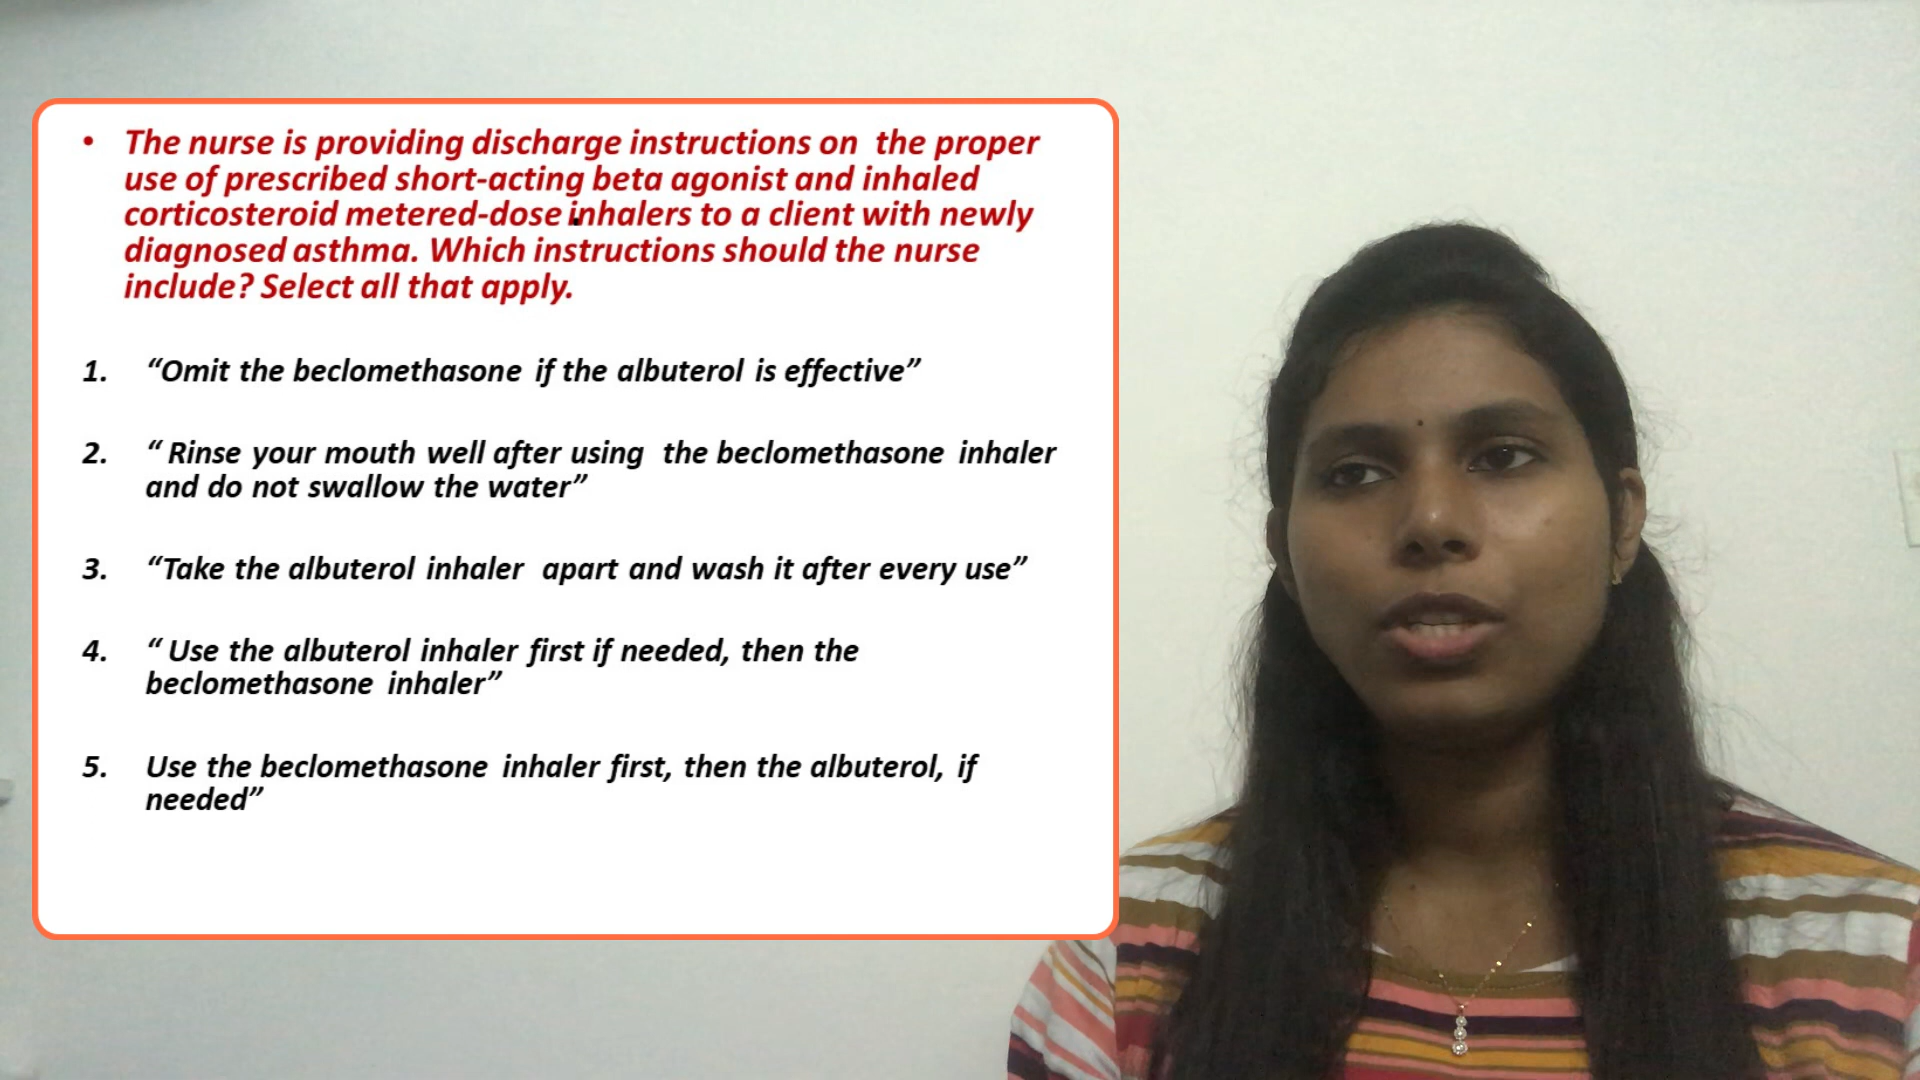 • The nurse is providing discharge instructions on the proper
use of prescribed short-acting beta agonist and inhaled
corticosteroid metered-dose inhalers to a client with newly
diagnosed asthma. Which instructions should the nurse
include? Select all that apply.
1. “Omit the beclomethasone if the albuterol is effective”
2. “ Rinse your mouth well after using the beclomethasone inhaler
and do not swallow the water”
3. “Take the albuterol inhaler apart and wash it after every use”
4. “ Use the albuterol inhaler first if needed, then the
beclomethasone inhaler”
5. Use the beclomethasone inhaler first, then the albuterol, if
needed”